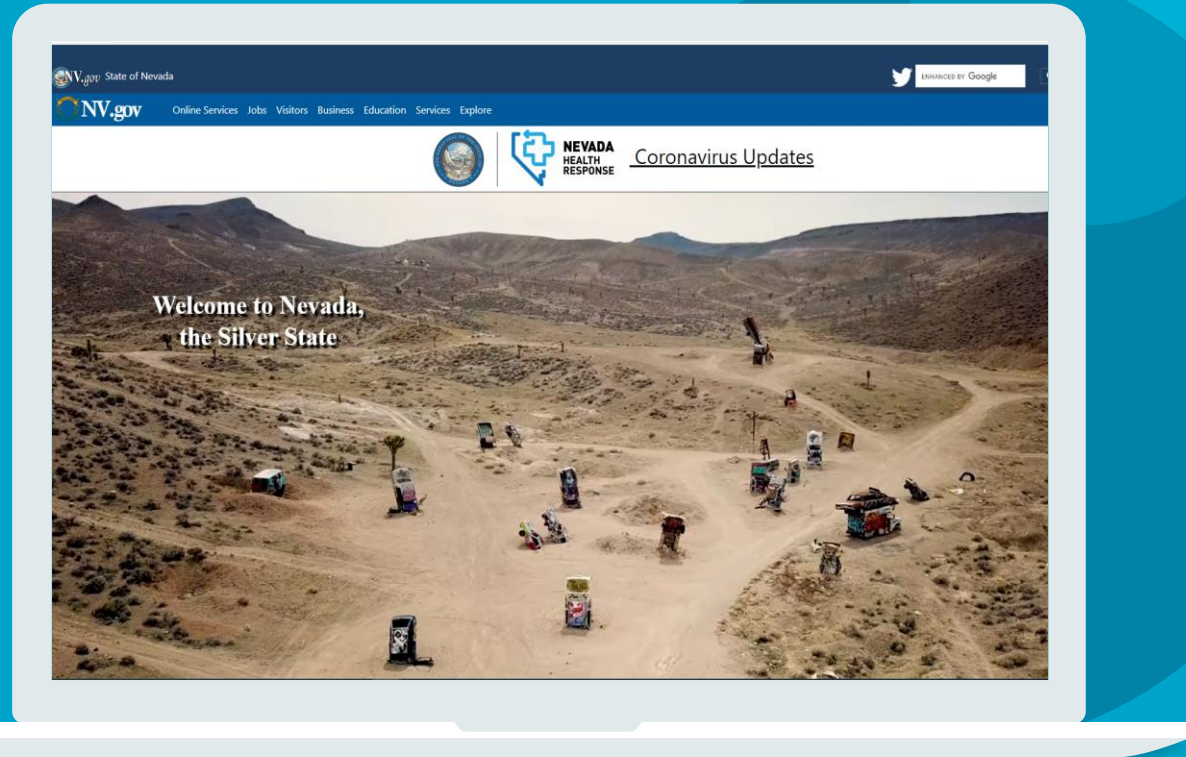 NV.gov State of Nevada
ENHANCED BY Google
NV.gov Online Services Jobs Visitors Business Education Services Explore
NEVADA
HEALTH
RESPONSE
Coronavirus Updates
Welcome to Nevada,
the Silver State